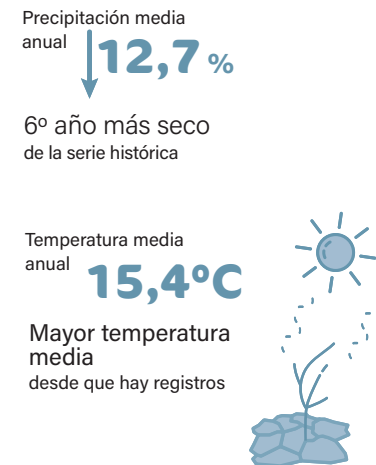 Precipitación media
anual 12,7 %
6º año más seco
de la serie histórica
Temperatura media
anual 15,4ºC
Mayor temperatura
media
desde que hay registros